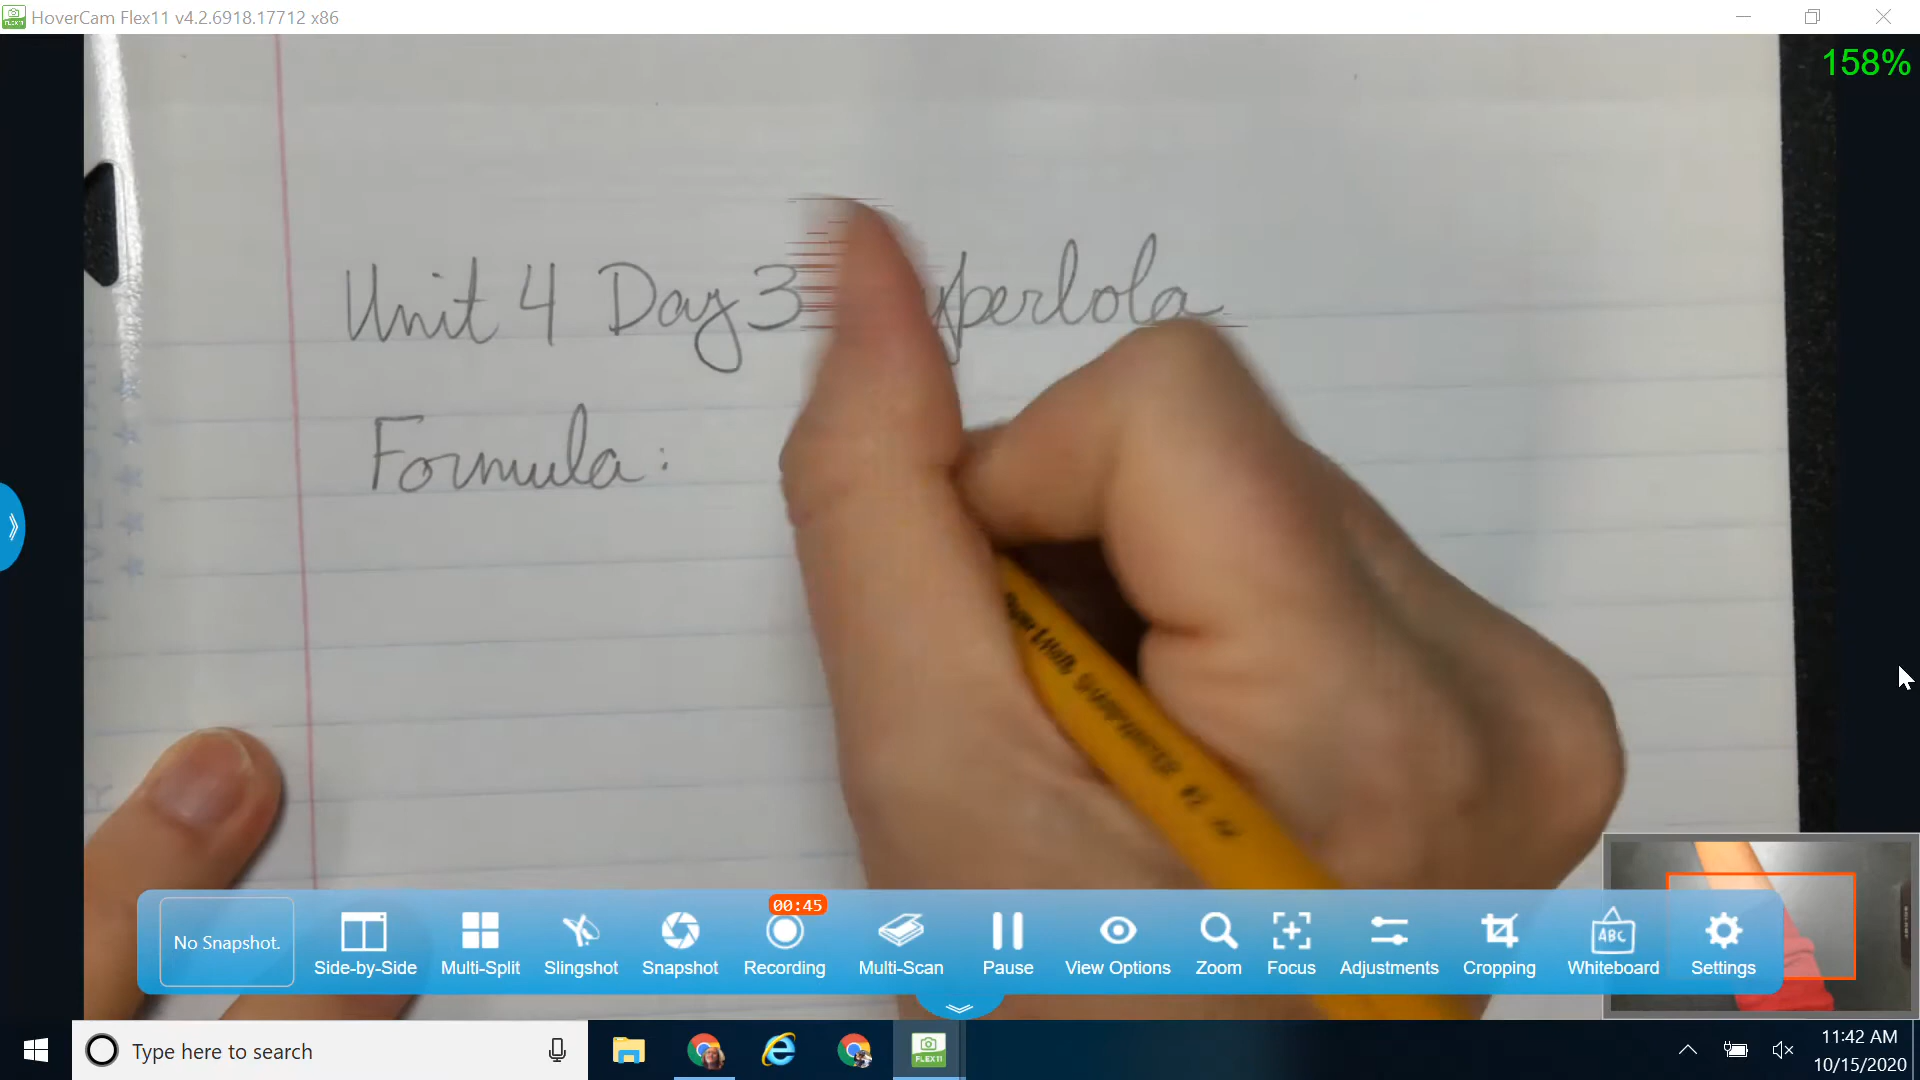 HoverCam Flex11 v4.2.6918.17712 x86
158%
Unit 4 Day 3 yperbola
Formula:
00:45
No Snapshot.
Side-by-Side
Multi-Split
Slingshot
Snapshot
Recording
Multi-Scan
Pause
View Options
Zoom
Focus
Adjustments
Cropping
ABC
Whiteboard
Settings
Type here to search
FLEX11
11:42 AM
10/15/2020